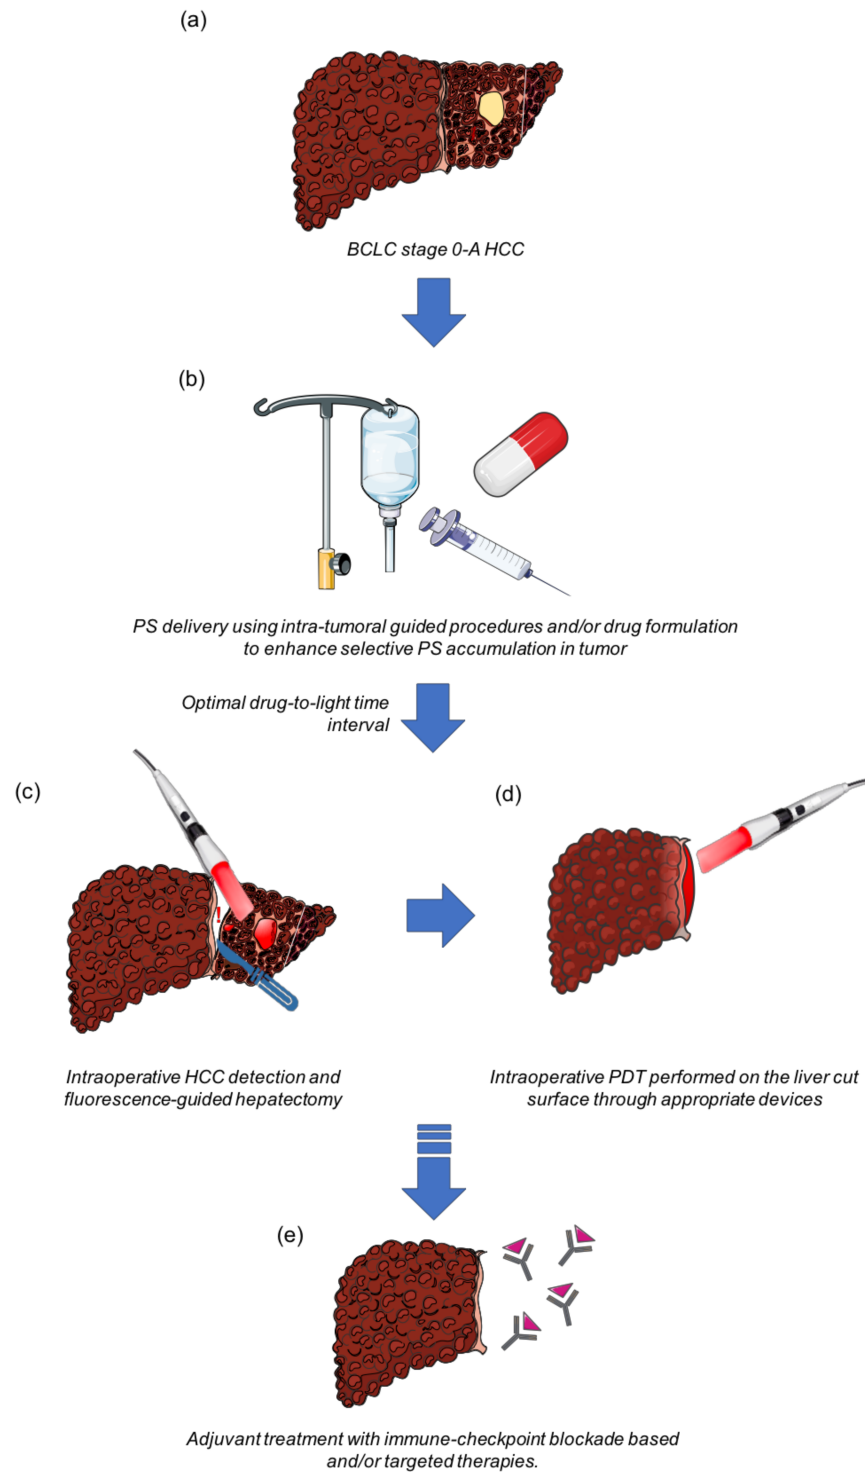 (a)
BCLC stage 0-A HCC
(b)
PS delivery using intra-tumoral guided procedures and/or drug formulation
to enhance selective PS accumulation in tumor
Optimal drug-to-light time
interval
(c)
!
Intraoperative HCC detection and
fluorescence-guided hepatectomy
(d)
Intraoperative PDT performed on the liver cut
surface through appropriate devices
(e)
Adjuvant treatment with immune-checkpoint blockade based
and/or targeted therapies.